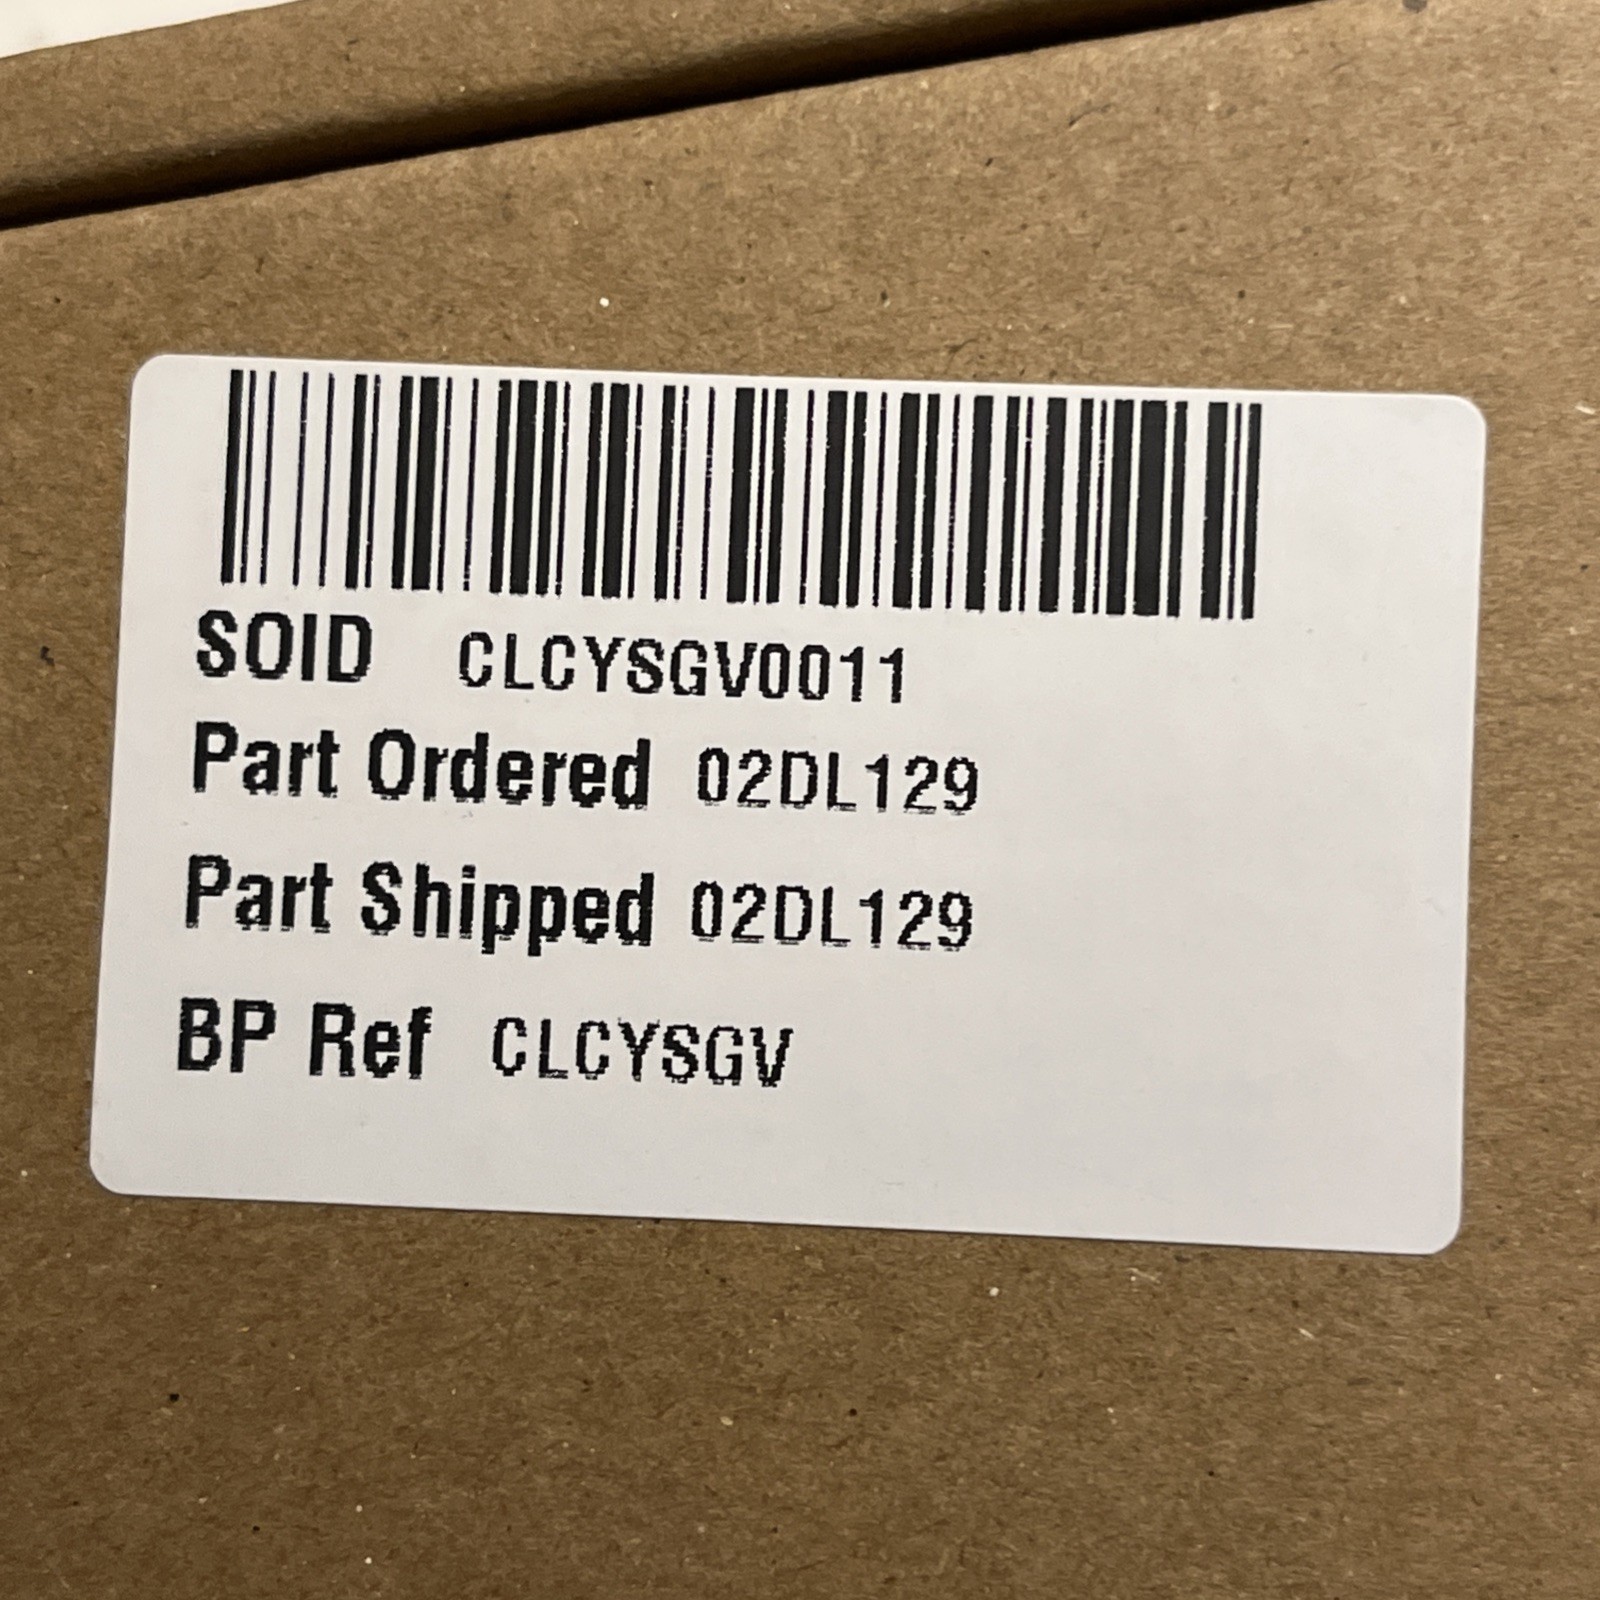 SOID CLCYSGV0011
Part Ordered 02DL129
Part Shipped 02DL129
BP Ref CLCYSGV